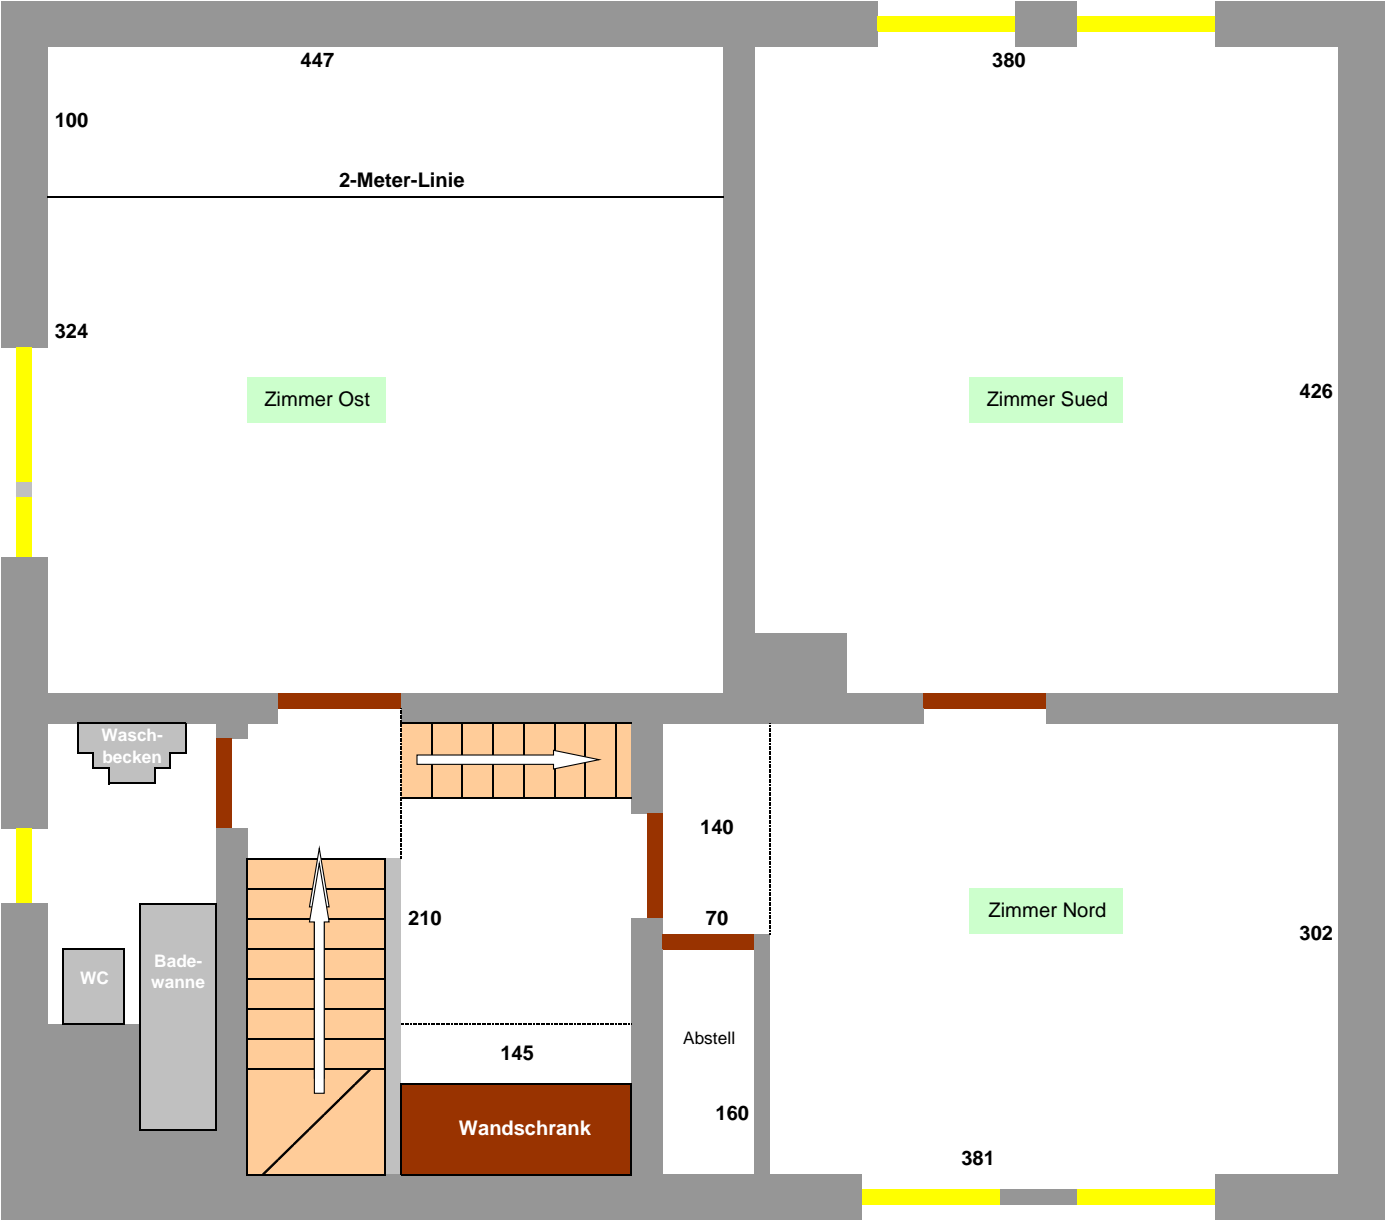 447
380
100
2-Meter-Linie
324
Zimmer Ost
Zimmer Sued
426
Wasch-
becken
140
210
70
Zimmer Nord
302
WC
Bade-
wanne
Abstell
145
160
Wandschrank
381